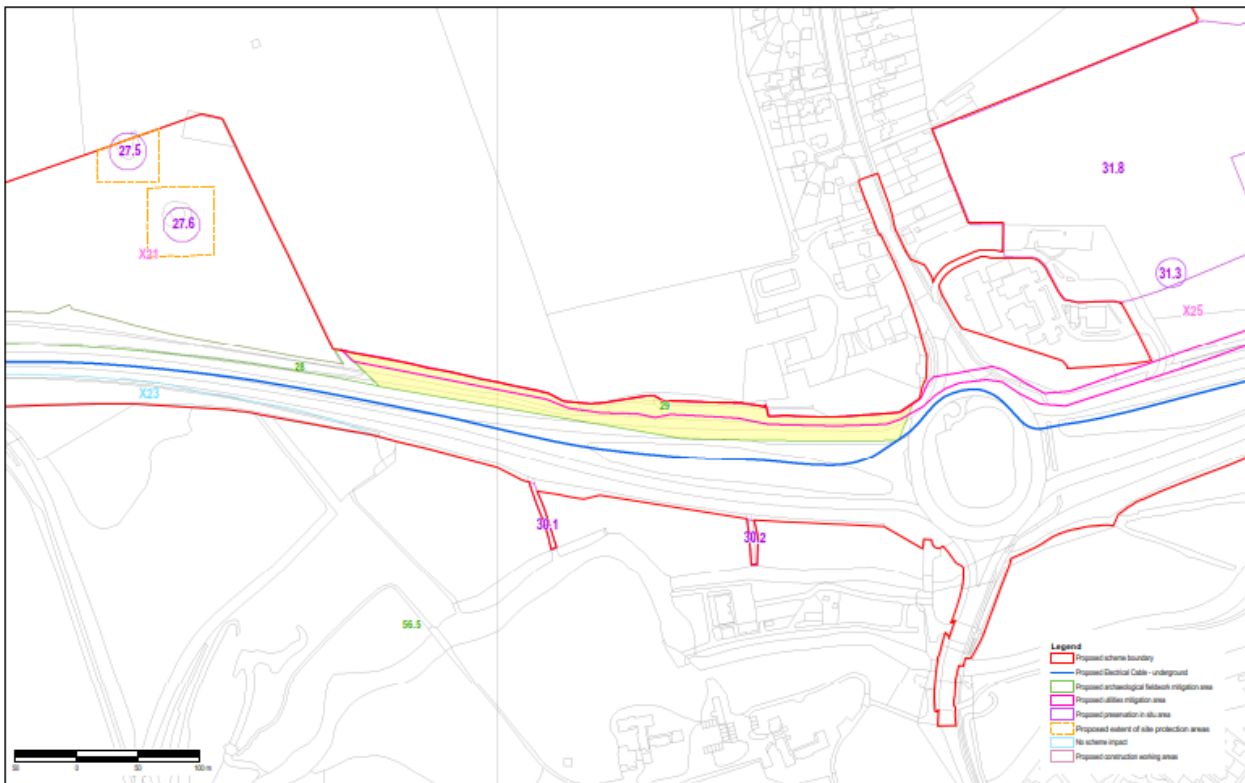 27.5
31.8
27.6
X21
31.3
X25
28
X23
29
30.1
30.2
56.5
Legend
Proposed scheme boundary
Proposed Electrical Cable - underground
Proposed archaeological fieldwork mitigation area
Proposed utilities mitigation area
Proposed preservation in situ area
Proposed extent of site protection areas
No scheme impact
Proposed construction working areas
50 0 50 100 m